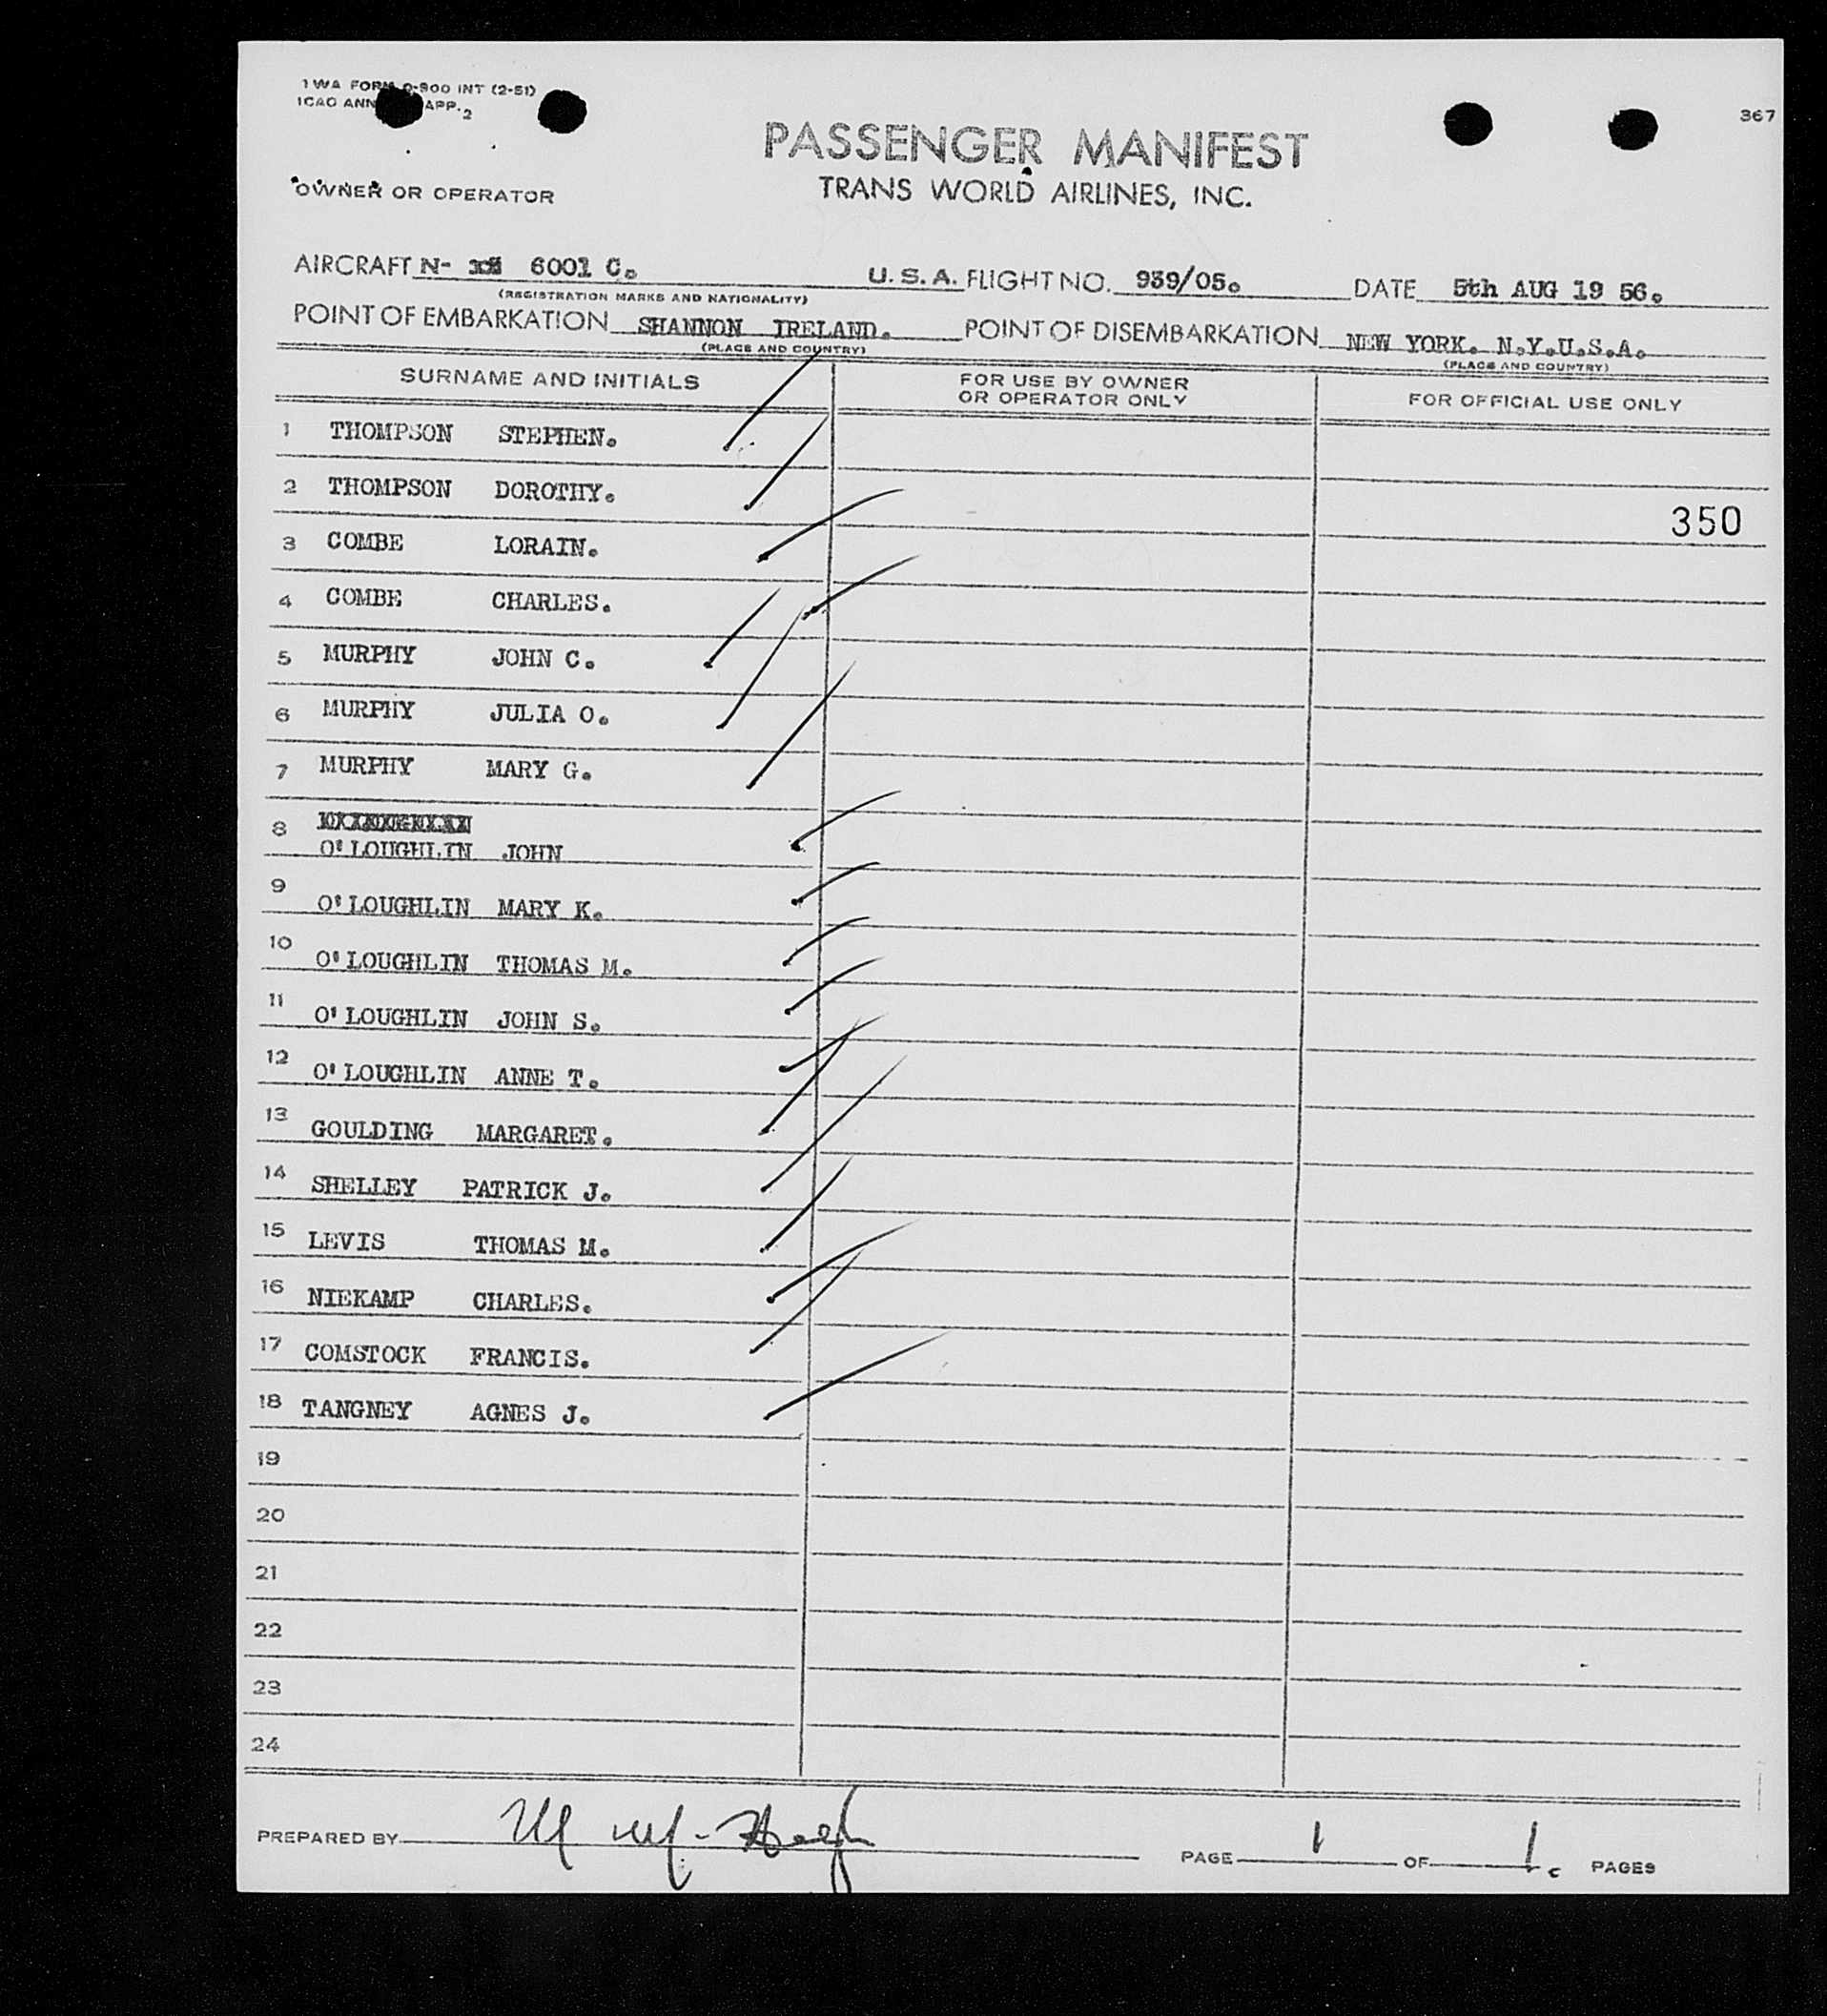 TWA FORM O-900 INT (2-51)
ICAO ANN APP. 2
367
PASSENGER MANIFEST
OWNER OR OPERATOR
TRANS WORLD AIRLINES, INC.
AIRCRAFT N- 6001 C. U.S.A. FLIGHT NO. 939/05. DATE 5th AUG 19 56.
(REGISTRATION MARKS AND NATIONALITY)
POINT OF EMBARKATION SHANNON IRELAND. POINT OF DISEMBARKATION NEW YORK. N.Y.U.S.A.
(PLACE AND COUNTRY) (PLACE AND COUNTRY)
SURNAME AND INITIALS FOR USE BY OWNER OR OPERATOR ONLY FOR OFFICIAL USE ONLY
1 THOMPSON STEPHEN.
2 THOMPSON DOROTHY.
350
3 COMBE LORAIN.
4 COMBE CHARLES.
5 MURPHY JOHN C.
6 MURPHY JULIA O.
7 MURPHY MARY G.
8 O'LOUGHLIN JOHN
9 O'LOUGHLIN MARY K.
10 O'LOUGHLIN THOMAS M.
11 O'LOUGHLIN JOHN S.
12 O'LOUGHLIN ANNE T.
13 GOULDING MARGARET.
14 SHELLEY PATRICK J.
15 LEVIS THOMAS M.
16 NIEKAMP CHARLES.
17 COMSTOCK FRANCIS.
18 TANGNEY AGNES J.
19
20
21
22
23
24
PREPARED BY PAGE 1 OF 1. PAGES